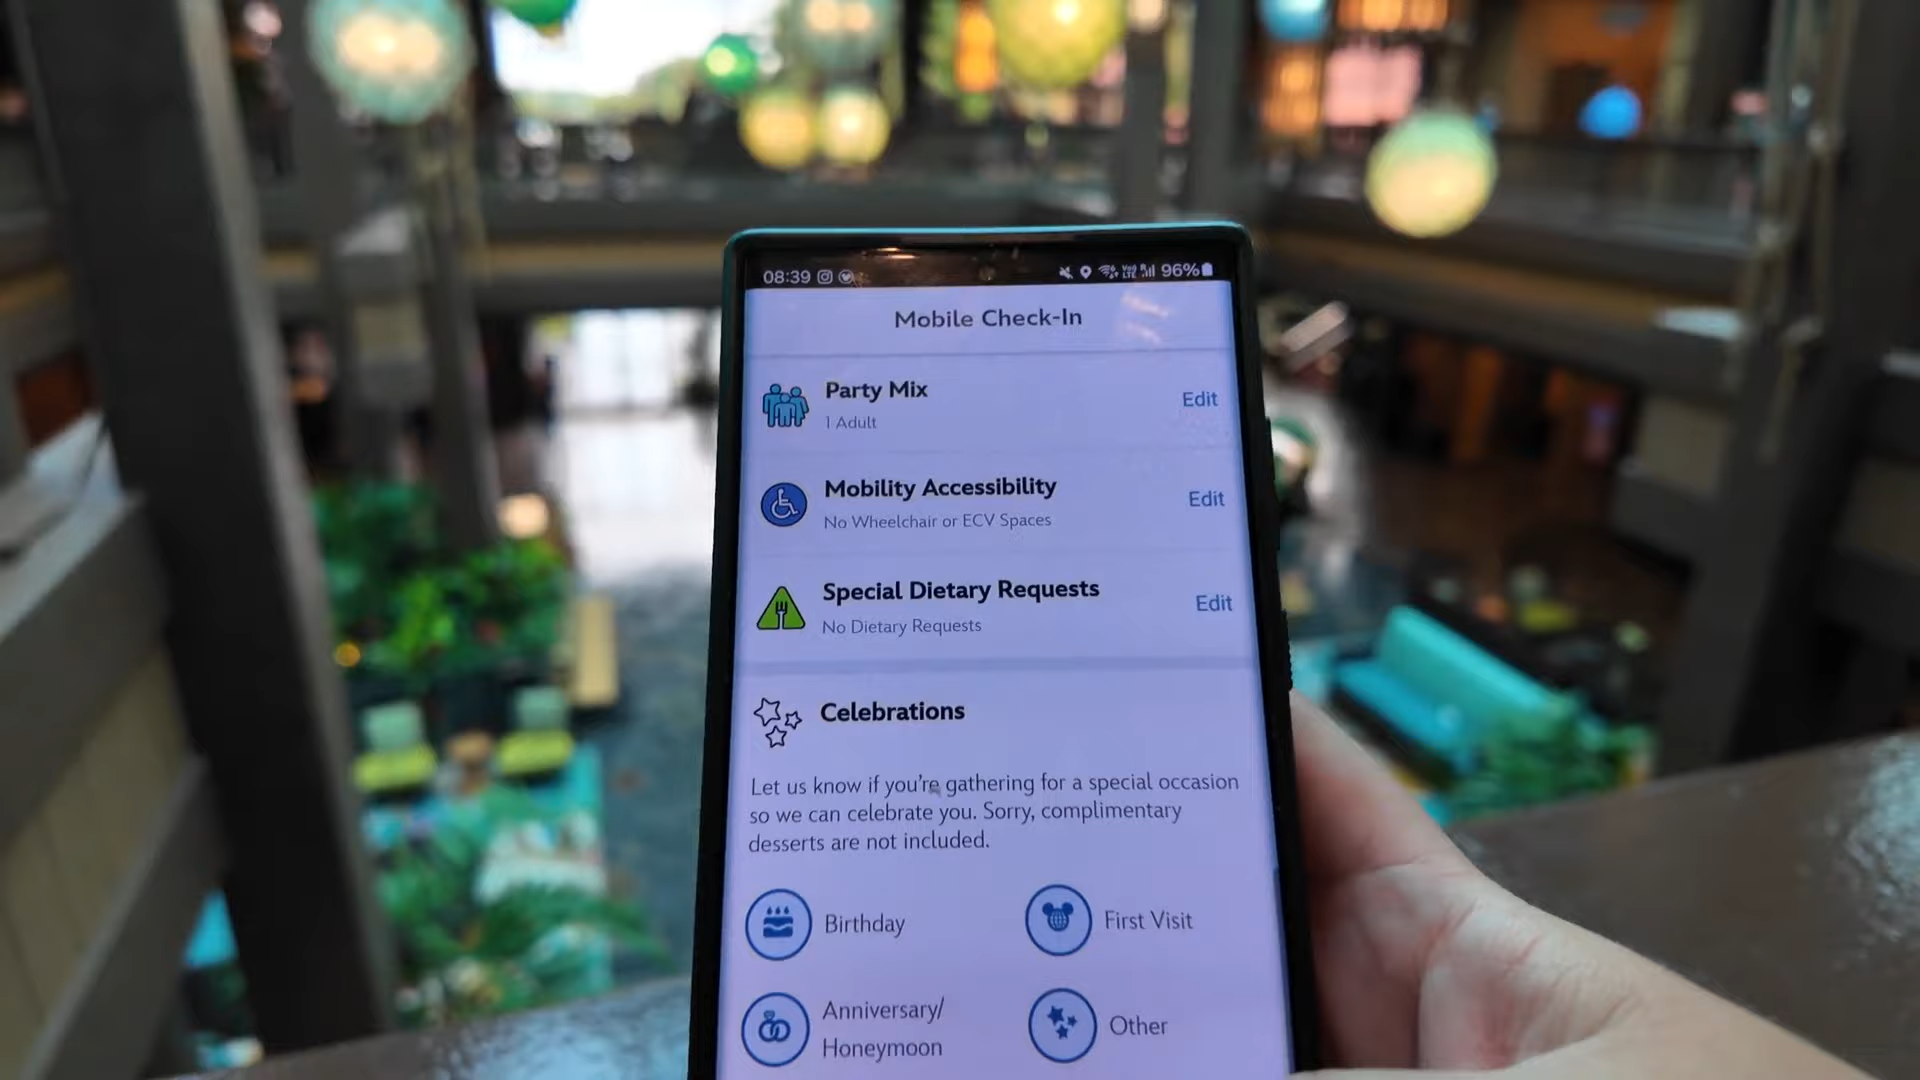 08:39 96%
Mobile Check-In
Party Mix
1 Adult
Edit
Mobility Accessibility
No Wheelchair or ECV Spaces
Edit
Special Dietary Requests
No Dietary Requests
Edit
Celebrations
Let us know if you're gathering for a special occasion
so we can celebrate you. Sorry, complimentary
desserts are not included.
Birthday
First Visit
Anniversary/
Honeymoon
Other